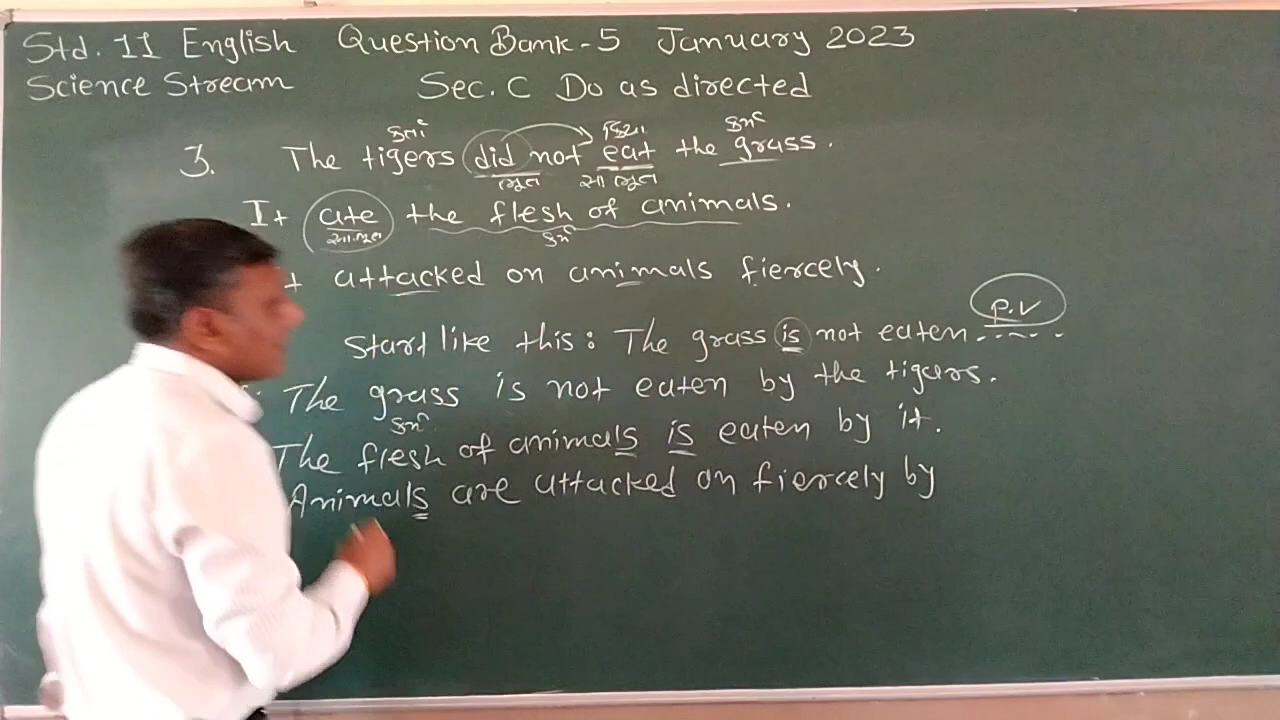 Std. 11 English Question Bank - 5 January 2023
Science Stream Sec. C Do as directed
કર્તા ક્રિયા કર્મ
3. The tigers did not eat the grass.
ભૂત સા ભૂત
It ate the flesh of animals.
સા.ભૂત કર્મ
attacked on animals fiercely.
P.V
Start like this: The grass is not eaten.....
The grass is not eaten by the tigers.
કર્મ
The flesh of animals is eaten by it.
Animals are attacked on fiercely by